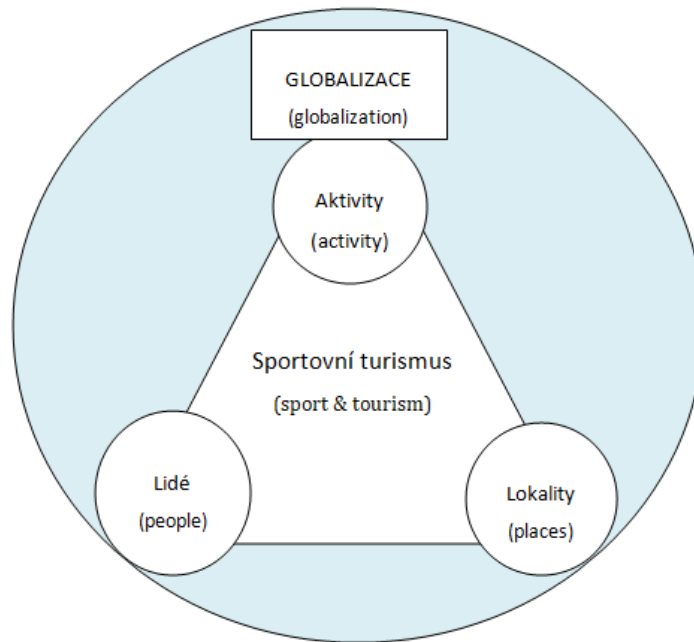 GLOBALIZACE
(globalization)
Aktivity
(activity)
Sportovní turismus
(sport & tourism)
Lidé
(people)
Lokality
(places)